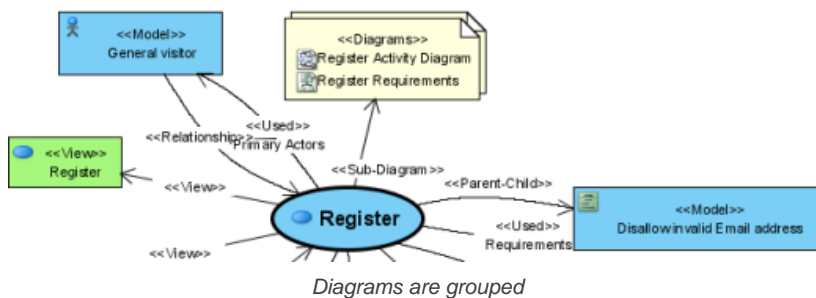 <<Model>>
General visitor
<<Diagrams>>
Register Activity Diagram
Register Requirements
<<Used>>
<<Relationship>>
Primary Actors
<<View>>
Register
<<Sub-Diagram>>
<<Parent-Child>>
<<View>>
Register
<<Model>>
Disallow invalid Email address
<<Used>>
Requirements
<<View>>
Diagrams are grouped